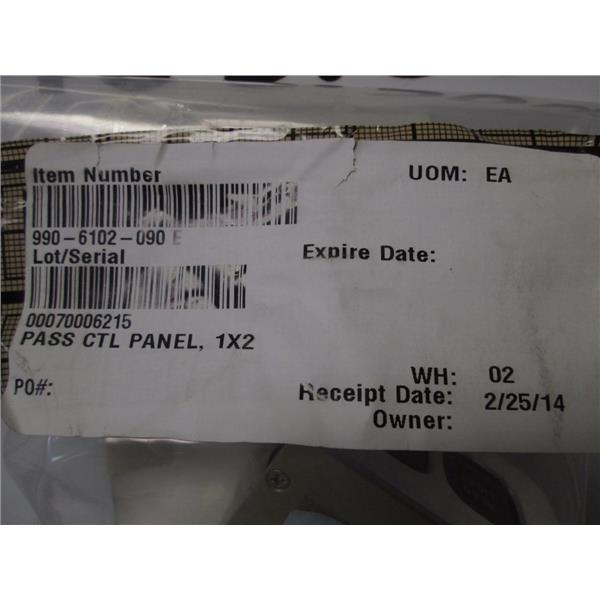 Item Number
UOM: EA
990-6102-090 E
Lot/Serial
Expire Date:
00070006215
PASS CTL PANEL, 1X2
PO#:
WH: 02
Receipt Date: 2/25/14
Owner: